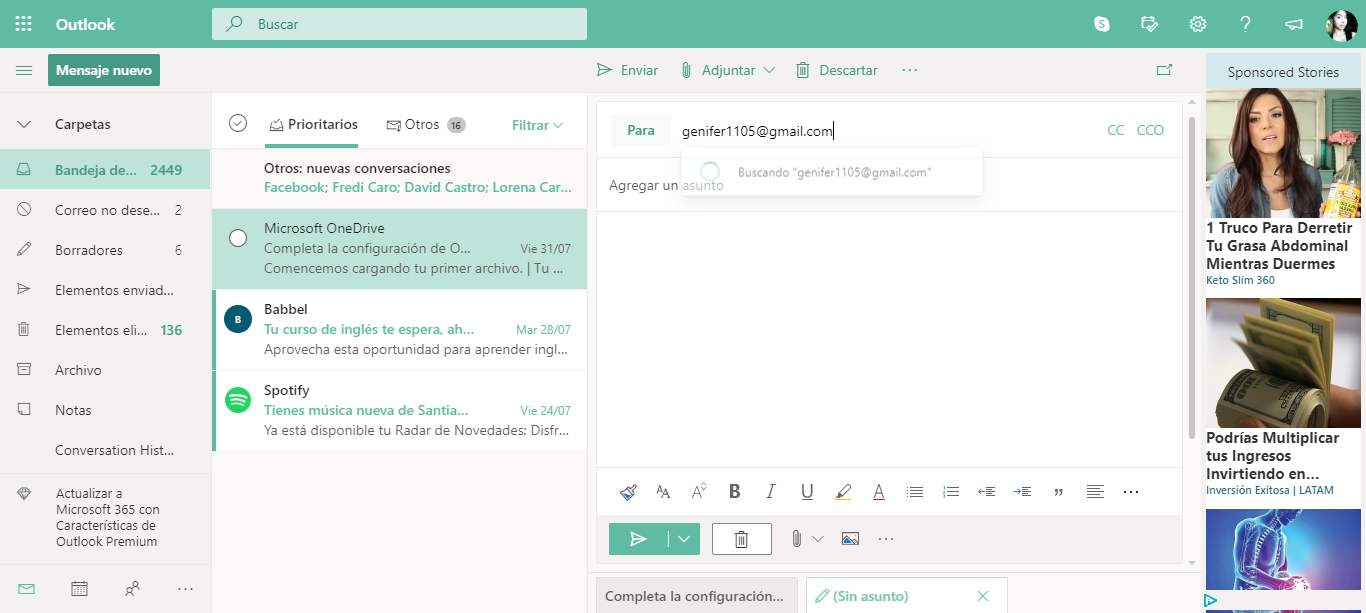 Outlook
Buscar
Mensaje nuevo
Enviar
Adjuntar
Descartar
Carpetas
Bandeja de... 2449
Correo no dese... 2
Borradores 6
Elementos enviad...
Elementos eli... 136
Archivo
Notas
Conversation Hist...
Actualizar a
Microsoft 365 con
Características de
Outlook Premium
Prioritarios
Otros 16
Filtrar
Otros: nuevas conversaciones
Facebook; Fredi Caro; David Castro; Lorena Car...
Microsoft OneDrive
Completa la configuración de O... Vie 31/07
Comencemos cargando tu primer archivo. | Tu ...
B
Babbel
Tu curso de inglés te espera, ah... Mar 28/07
Aprovecha esta oportunidad para aprender ingl...
Spotify
Tienes música nueva de Santia... Vie 24/07
Ya está disponible tu Radar de Novedades: Disfr...
Para genifer1105@gmail.com CC CCO
Buscando "genifer1105@gmail.com"
Agregar un asunto
Completa la configuración...
(Sin asunto)
Sponsored Stories
1 Truco Para Derretir
Tu Grasa Abdominal
Mientras Duermes
Keto Slim 360
Podrías Multiplicar
tus Ingresos
Invirtiendo en...
Inversión Exitosa | LATAM